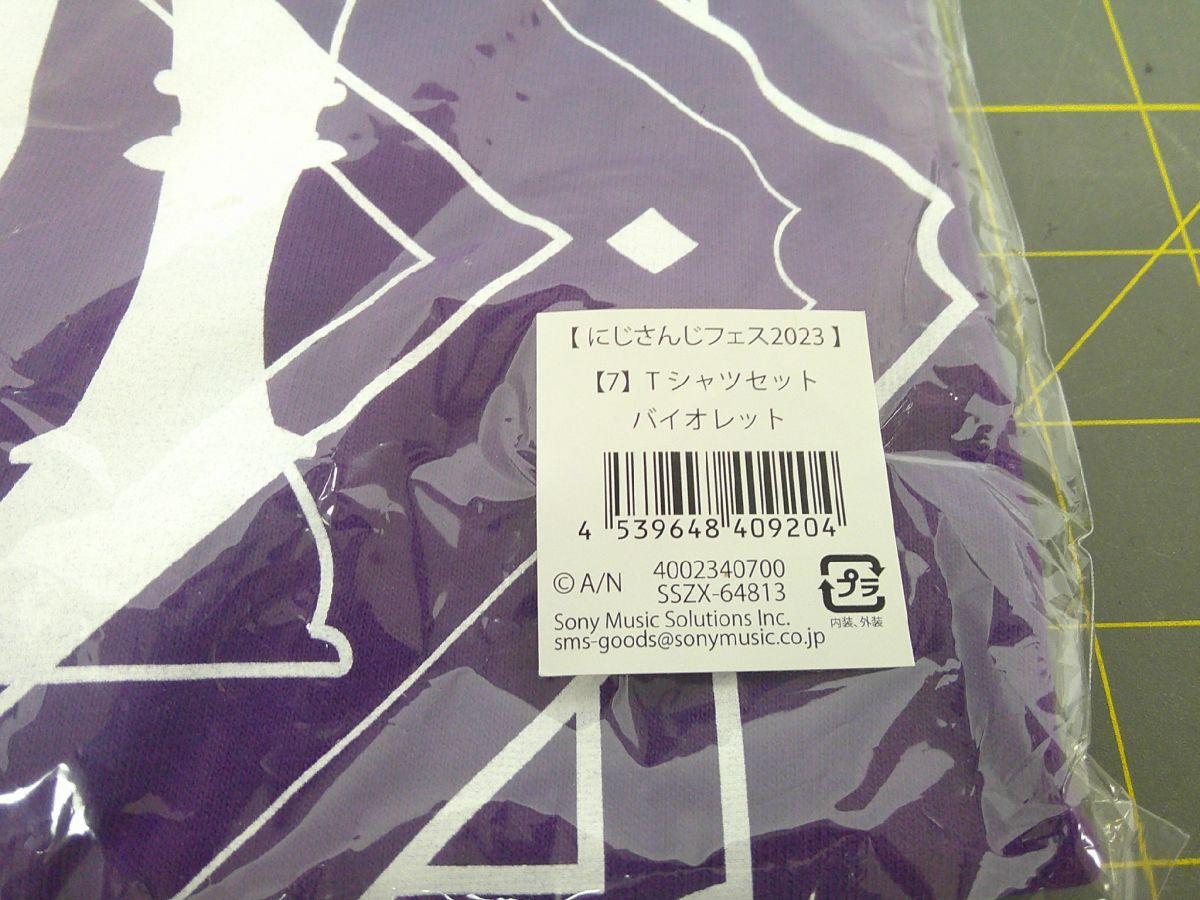 【 にじさんじフェス2023 】
【7】Tシャツセット
バイオレット
4 539648 409204
© A/N 4002340700
SSZX-64813
プラ
Sony Music Solutions Inc.
内装、外装
sms-goods@sonymusic.co.jp